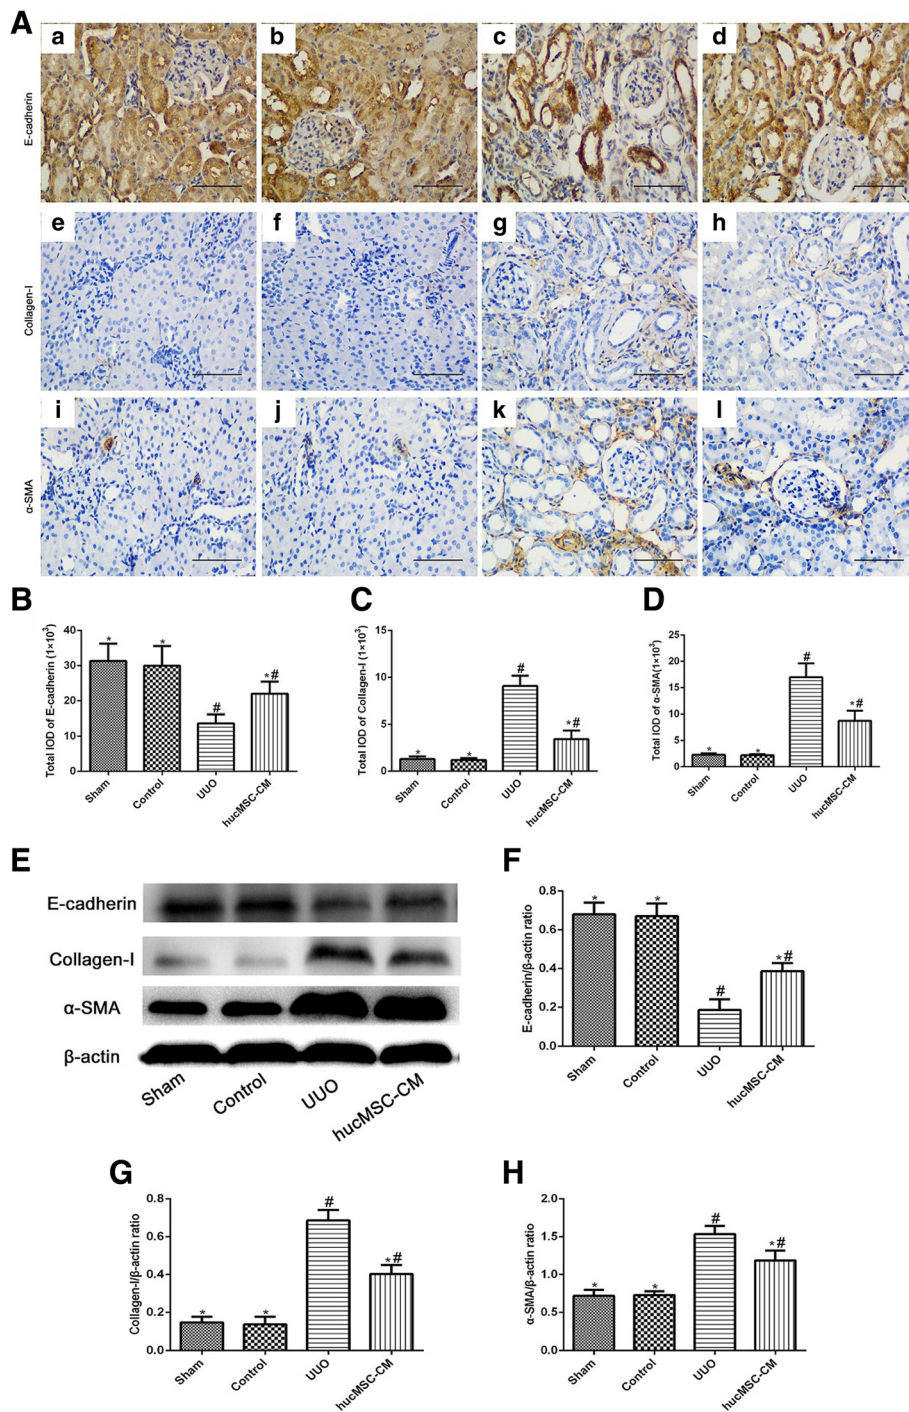 A
a
b
c
d
E-cadherin
e
f
g
h
Collagen-I
i
j
k
l
α-SMA
B
Total IOD of E-cadherin (1×10³)
40
30
20
10
0
*
*
#
*#
Sham
Control
UUO
hucMSC-CM
C
Total IOD of Collagen-I (1×10³)
15
10
5
0
*
*
#
*#
Sham
Control
UUO
hucMSC-CM
D
Total IOD of α-SMA(1×10³)
25
20
15
10
5
0
*
*
#
*#
Sham
Control
UUO
hucMSC-CM
E
E-cadherin
Collagen-I
α-SMA
β-actin
Sham
Control
UUO
hucMSC-CM
F
E-cadherin/β-actin ratio
0.8
0.6
0.4
0.2
0.0
*
*
#
*#
Sham
Control
UUO
hucMSC-CM
G
Collagen-I/β-actin ratio
0.8
0.6
0.4
0.2
0.0
*
*
#
*#
Sham
Control
UUO
hucMSC-CM
H
α-SMA/β-actin ratio
2.0
1.5
1.0
0.5
0.0
*
*
#
*#
Sham
Control
UUO
hucMSC-CM